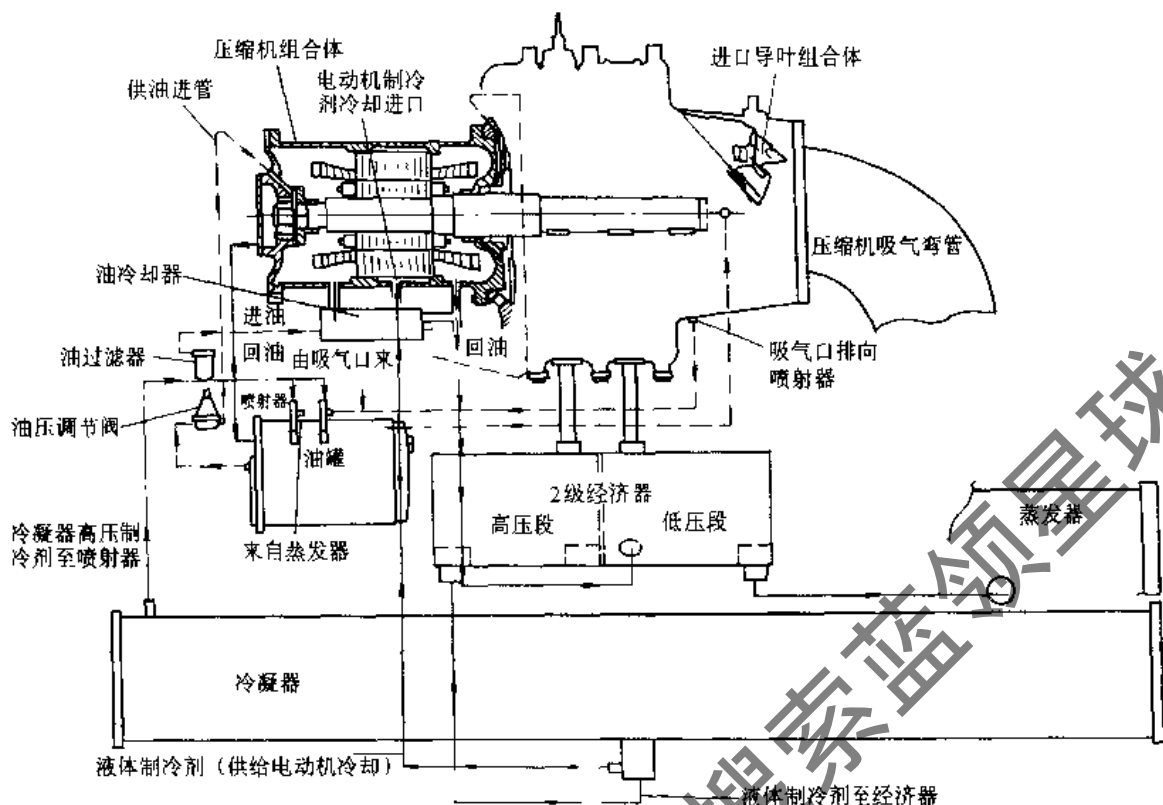 压缩机组合体
供油进管
电动机制冷
剂冷却进口
进口导叶组合体
压缩机吸气弯管
油冷却器
进油
回油
油过滤器
由吸气口来
回油
吸气口排向
喷射器
喷射器
油压调节阀
油罐
2级经济器
高压段
低压段
蒸发器
冷凝器高压制
冷剂至喷射器
来自蒸发器
冷凝器
液体制冷剂（供给电动机冷却）
液体制冷剂至经济器
搜索蓝领星球